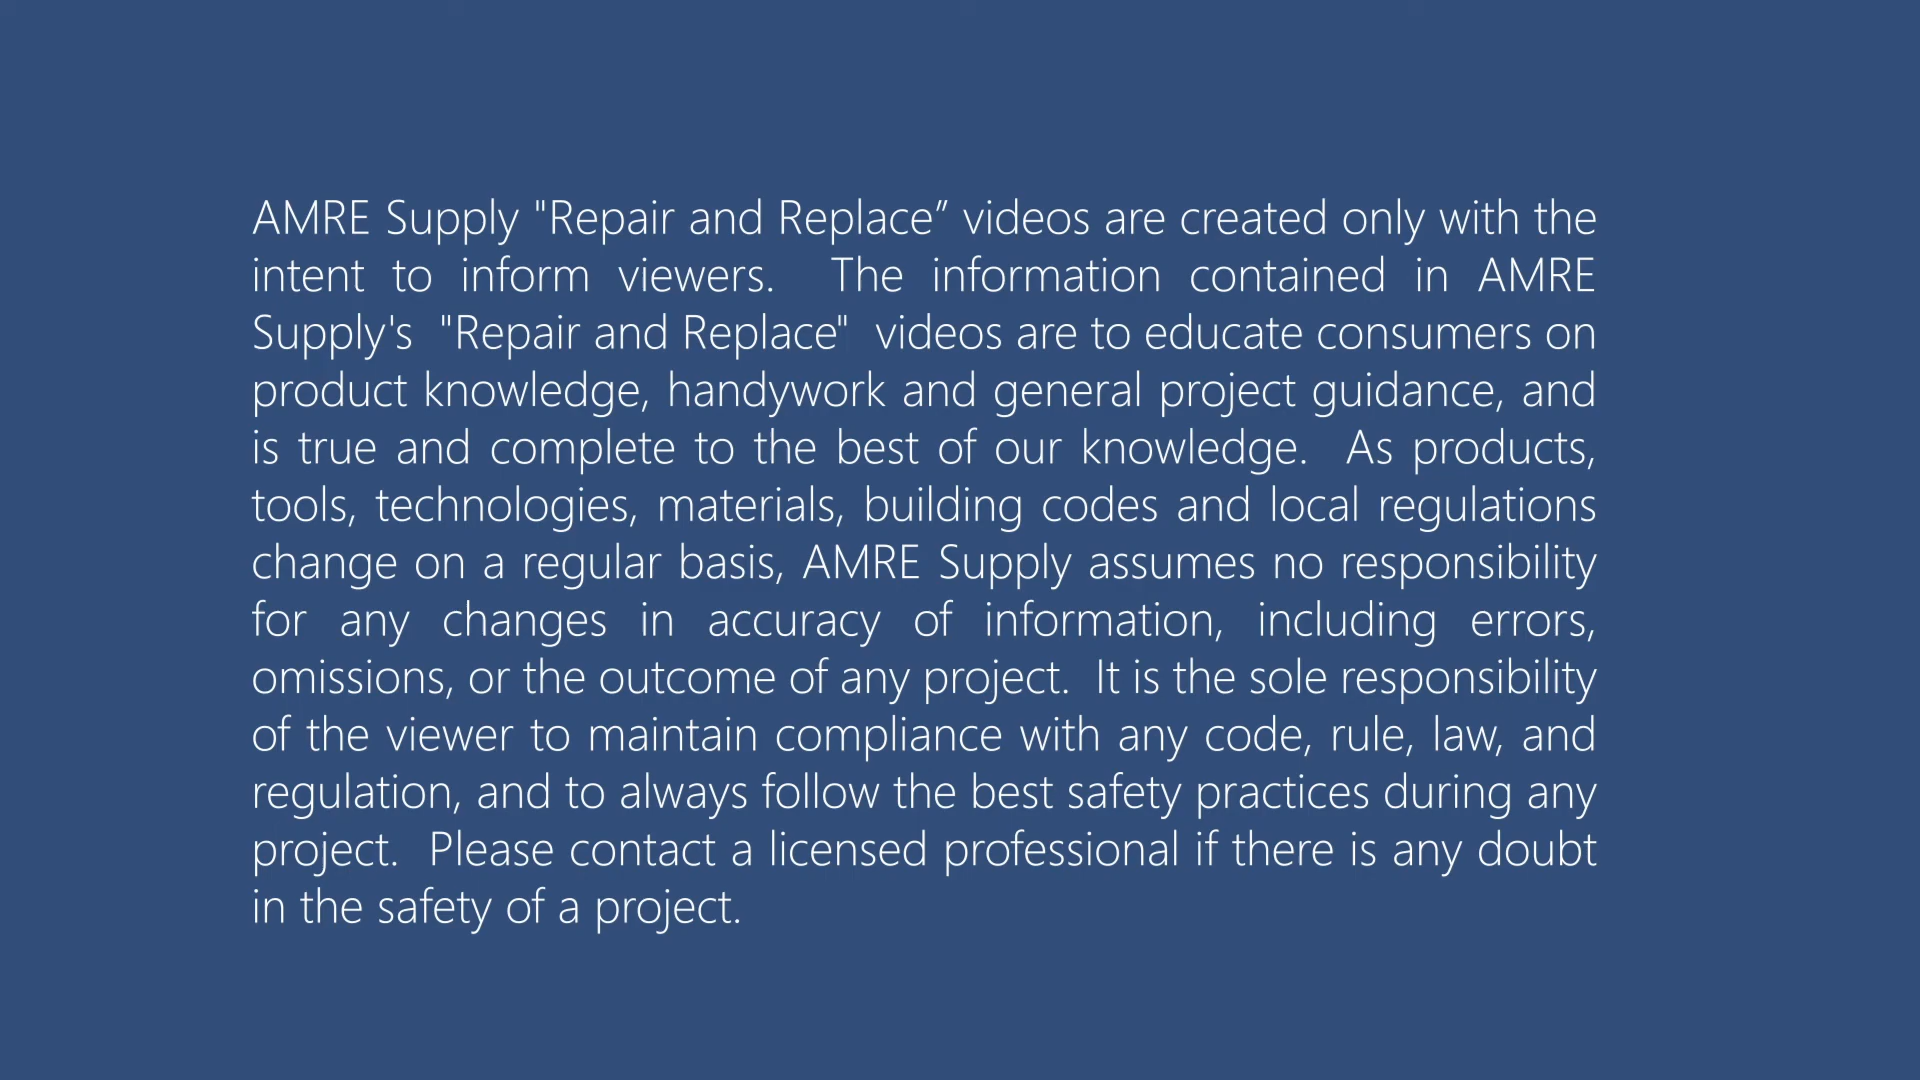 AMRE Supply "Repair and Replace” videos are created only with the
intent to inform viewers.  The information contained in AMRE
Supply's  "Repair and Replace"  videos are to educate consumers on
product knowledge, handywork and general project guidance, and
is true and complete to the best of our knowledge.  As products,
tools, technologies, materials, building codes and local regulations
change on a regular basis, AMRE Supply assumes no responsibility
for any changes in accuracy of information, including errors,
omissions, or the outcome of any project.  It is the sole responsibility
of the viewer to maintain compliance with any code, rule, law, and
regulation, and to always follow the best safety practices during any
project.  Please contact a licensed professional if there is any doubt
in the safety of a project.